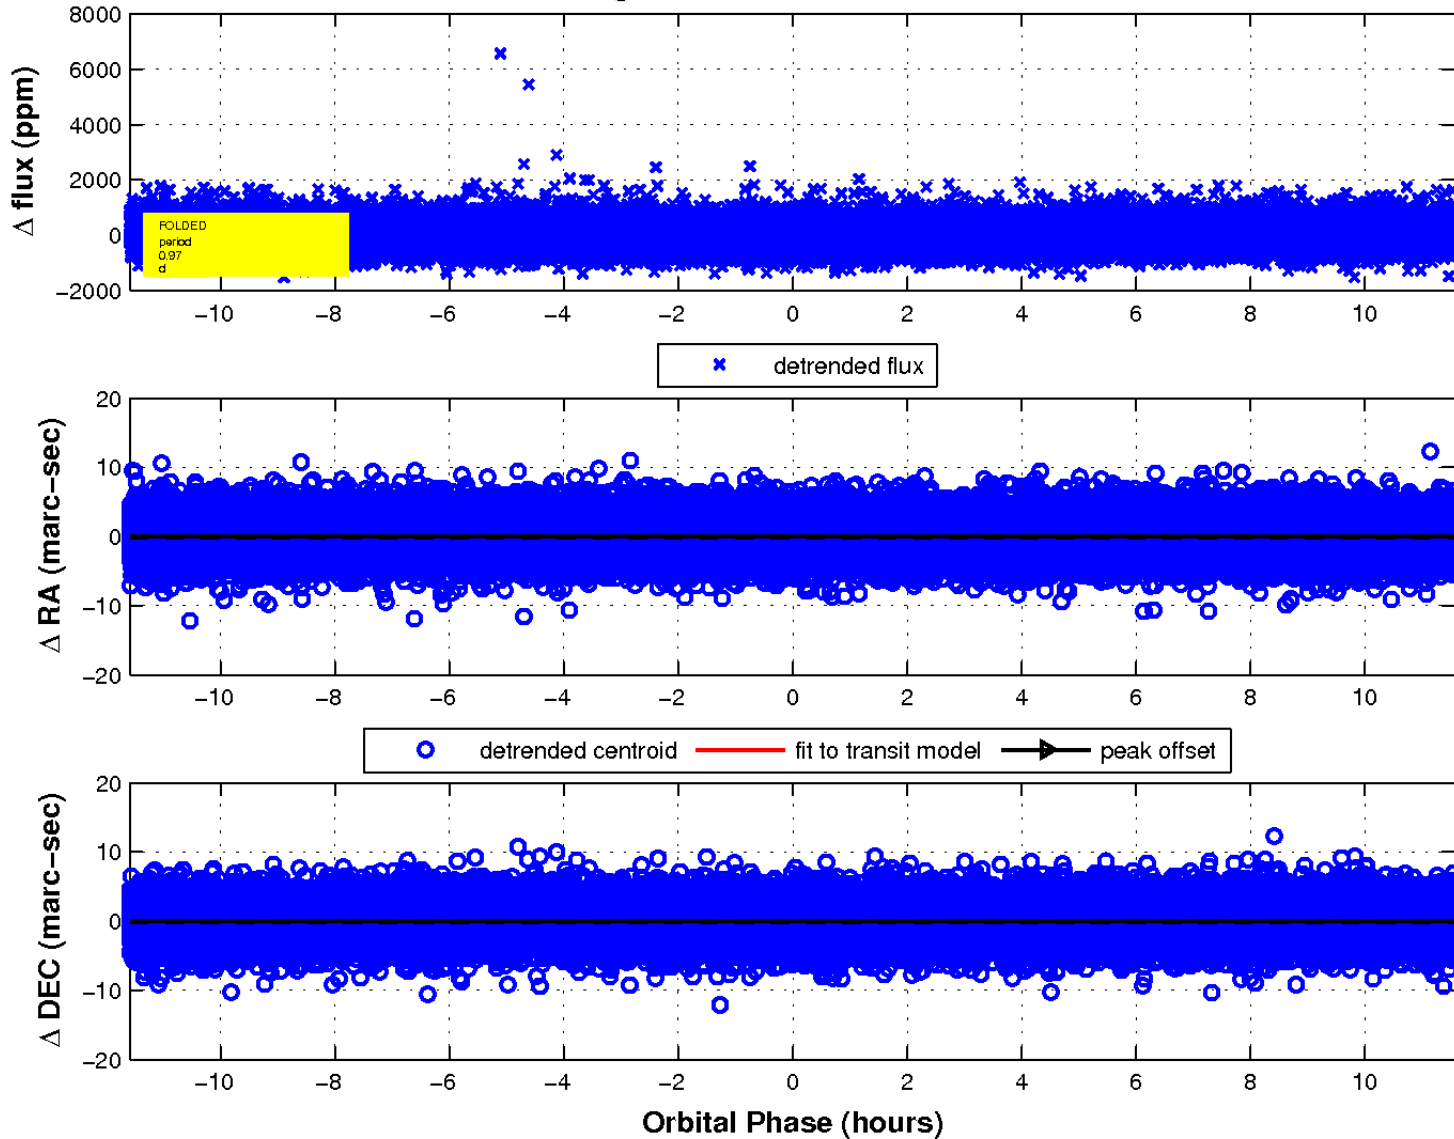 8000
6000
4000
2000
0
−2000
Δ flux (ppm)
FOLDED
period
0.97
d
−10 −8 −6 −4 −2 0 2 4 6 8 10
detrended flux
20
10
0
−10
−20
Δ RA (marc−sec)
−10 −8 −6 −4 −2 0 2 4 6 8 10
detrended centroid fit to transit model peak offset
20
10
0
−10
−20
Δ DEC (marc−sec)
−10 −8 −6 −4 −2 0 2 4 6 8 10
Orbital Phase (hours)